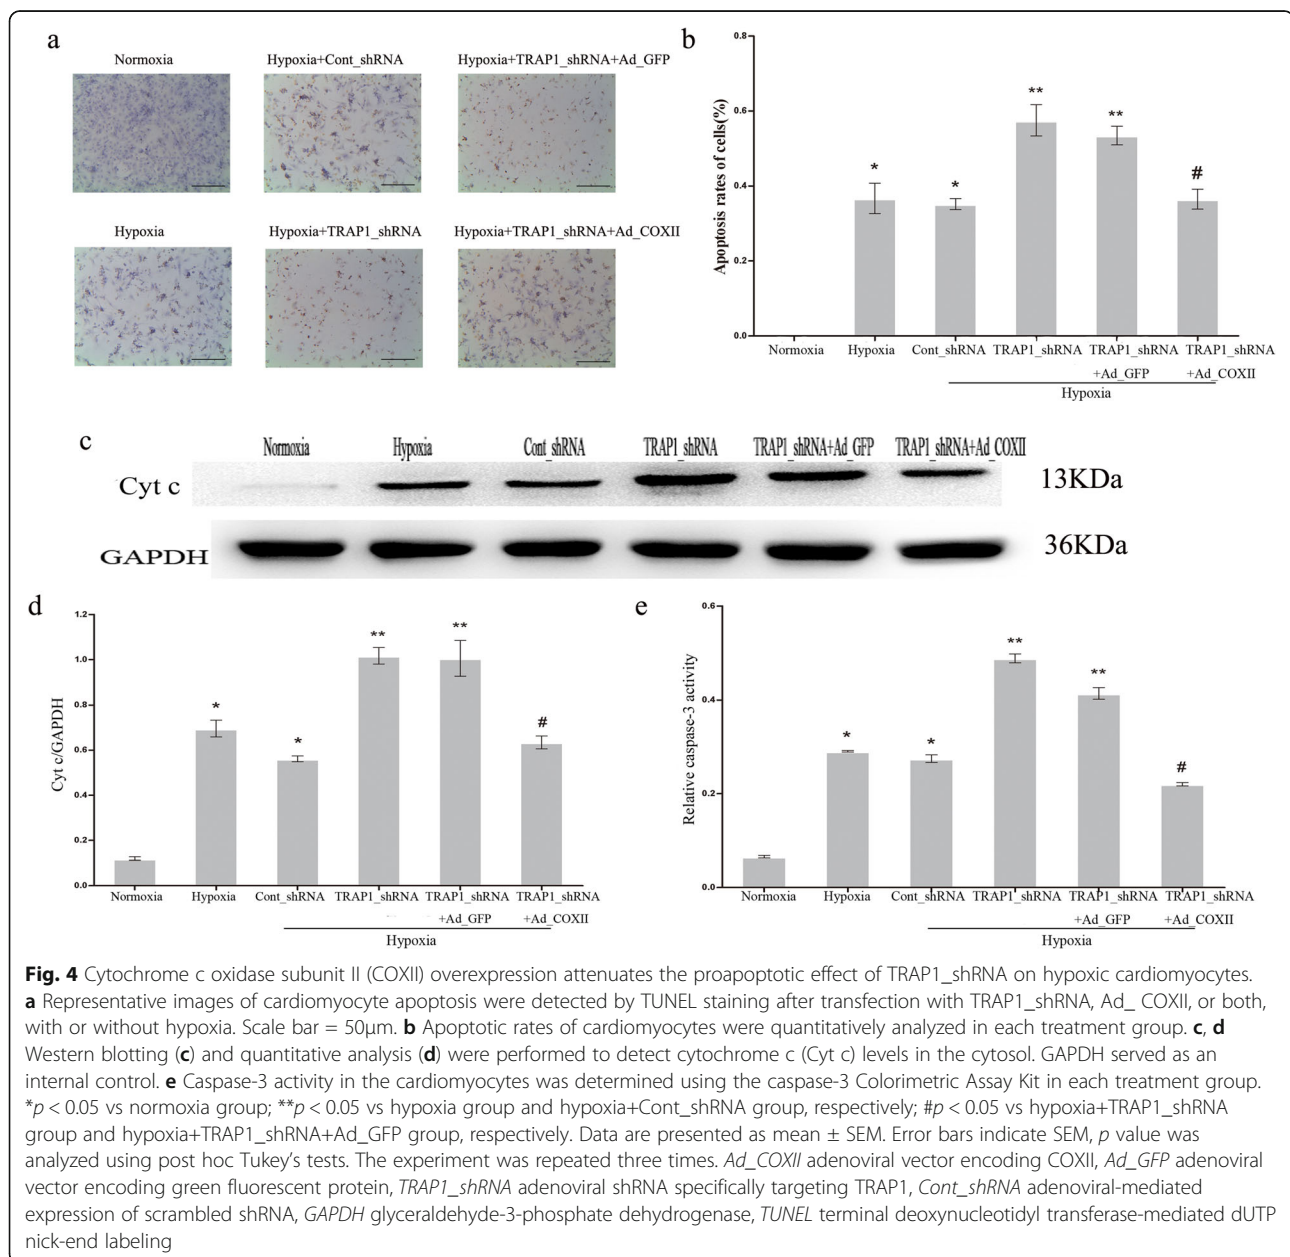 a
Normoxia
Hypoxia+Cont_shRNA
Hypoxia+TRAP1_shRNA+Ad_GFP
Hypoxia
Hypoxia+TRAP1_shRNA
Hypoxia+TRAP1_shRNA+Ad_COXII
b
Apoptosis rates of cells(%)
0.8
0.6
0.4
0.2
0.0
*
*
**
**
#
Normoxia
Hypoxia
Cont_shRNA
TRAP1_shRNA
TRAP1_shRNA
+Ad_GFP
TRAP1_shRNA
+Ad_COXII
Hypoxia
c
Normoxia
Hypoxia
Cont_shRNA
TRAP1_shRNA
TRAP1_shRNA+Ad_GFP
TRAP1_shRNA+Ad_COXII
Cyt c
13KDa
GAPDH
36KDa
d
Cyt c/GAPDH
1.2
1.0
0.8
0.6
0.4
0.2
0.0
*
*
**
**
#
Normoxia
Hypoxia
Cont_shRNA
TRAP1_shRNA
TRAP1_shRNA
+Ad_GFP
TRAP1_shRNA
+Ad_COXII
Hypoxia
e
Relative caspase-3 activity
0.6
0.4
0.2
0.0
*
*
**
**
#
Normoxia
Hypoxia
Cont_shRNA
TRAP1_shRNA
TRAP1_shRNA
+Ad_GFP
TRAP1_shRNA
+Ad_COXII
Hypoxia
Fig. 4 Cytochrome c oxidase subunit II (COXII) overexpression attenuates the proapoptotic effect of TRAP1_shRNA on hypoxic cardiomyocytes.
a Representative images of cardiomyocyte apoptosis were detected by TUNEL staining after transfection with TRAP1_shRNA, Ad_ COXII, or both,
with or without hypoxia. Scale bar = 50μm. b Apoptotic rates of cardiomyocytes were quantitatively analyzed in each treatment group. c, d
Western blotting (c) and quantitative analysis (d) were performed to detect cytochrome c (Cyt c) levels in the cytosol. GAPDH served as an
internal control. e Caspase-3 activity in the cardiomyocytes was determined using the caspase-3 Colorimetric Assay Kit in each treatment group.
*p < 0.05 vs normoxia group; **p < 0.05 vs hypoxia group and hypoxia+Cont_shRNA group, respectively; #p < 0.05 vs hypoxia+TRAP1_shRNA
group and hypoxia+TRAP1_shRNA+Ad_GFP group, respectively. Data are presented as mean ± SEM. Error bars indicate SEM, p value was
analyzed using post hoc Tukey's tests. The experiment was repeated three times. Ad_COXII adenoviral vector encoding COXII, Ad_GFP adenoviral
vector encoding green fluorescent protein, TRAP1_shRNA adenoviral shRNA specifically targeting TRAP1, Cont_shRNA adenoviral-mediated
expression of scrambled shRNA, GAPDH glyceraldehyde-3-phosphate dehydrogenase, TUNEL terminal deoxynucleotidyl transferase-mediated dUTP
nick-end labeling